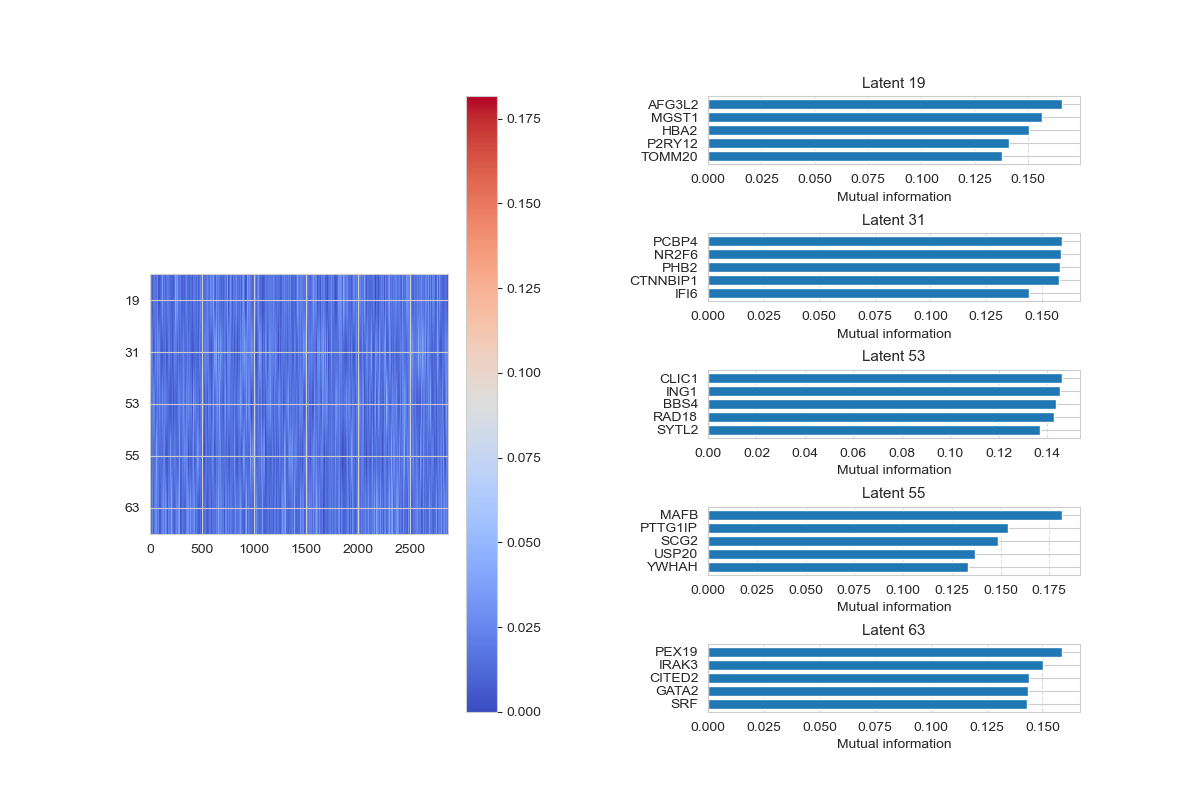 0.175
0.150
0.125
0.100
0.075
0.050
0.025
0.000
19
31
53
55
63
0 500 1000 1500 2000 2500
Latent 19
AFG3L2
MGST1
HBA2
P2RY12
TOMM20
0.000 0.025 0.050 0.075 0.100 0.125 0.150
Mutual information
Latent 31
PCBP4
NR2F6
PHB2
CTNNBIP1
IFI6
0.000 0.025 0.050 0.075 0.100 0.125 0.150
Mutual information
Latent 53
CLIC1
ING1
BBS4
RAD18
SYTL2
0.00 0.02 0.04 0.06 0.08 0.10 0.12 0.14
Mutual information
Latent 55
MAFB
PTTG1IP
SCG2
USP20
YWHAH
0.000 0.025 0.050 0.075 0.100 0.125 0.150 0.175
Mutual information
Latent 63
PEX19
IRAK3
CITED2
GATA2
SRF
0.000 0.025 0.050 0.075 0.100 0.125 0.150
Mutual information